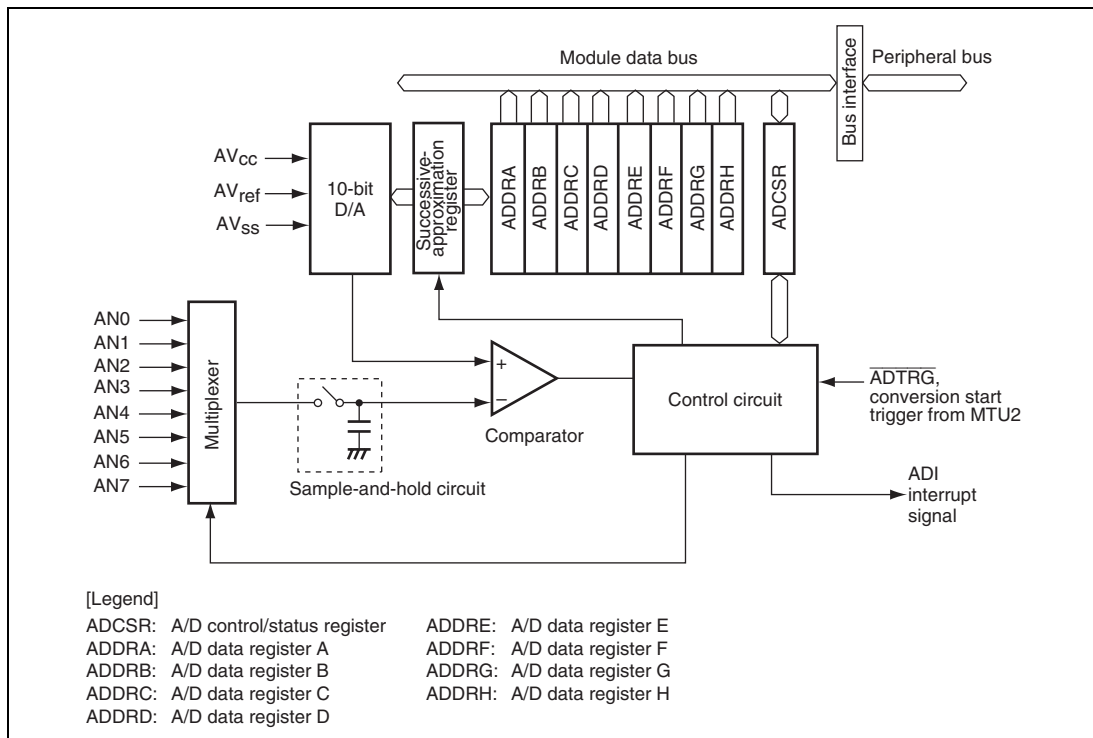 Module data bus
Bus interface
Peripheral bus
AVCC
AVref
AVSS
10-bit
D/A
Successive-
approximation
register
ADDRA
ADDRB
ADDRC
ADDRD
ADDRE
ADDRF
ADDRG
ADDRH
ADCSR
AN0
AN1
AN2
AN3
AN4
AN5
AN6
AN7
Multiplexer
Sample-and-hold circuit
+
−
Comparator
Control circuit
ADTRG,
conversion start
trigger from MTU2
ADI
interrupt
signal
[Legend]
ADCSR: A/D control/status register
ADDRA: A/D data register A
ADDRB: A/D data register B
ADDRC: A/D data register C
ADDRD: A/D data register D
ADDRE: A/D data register E
ADDRF: A/D data register F
ADDRG: A/D data register G
ADDRH: A/D data register H